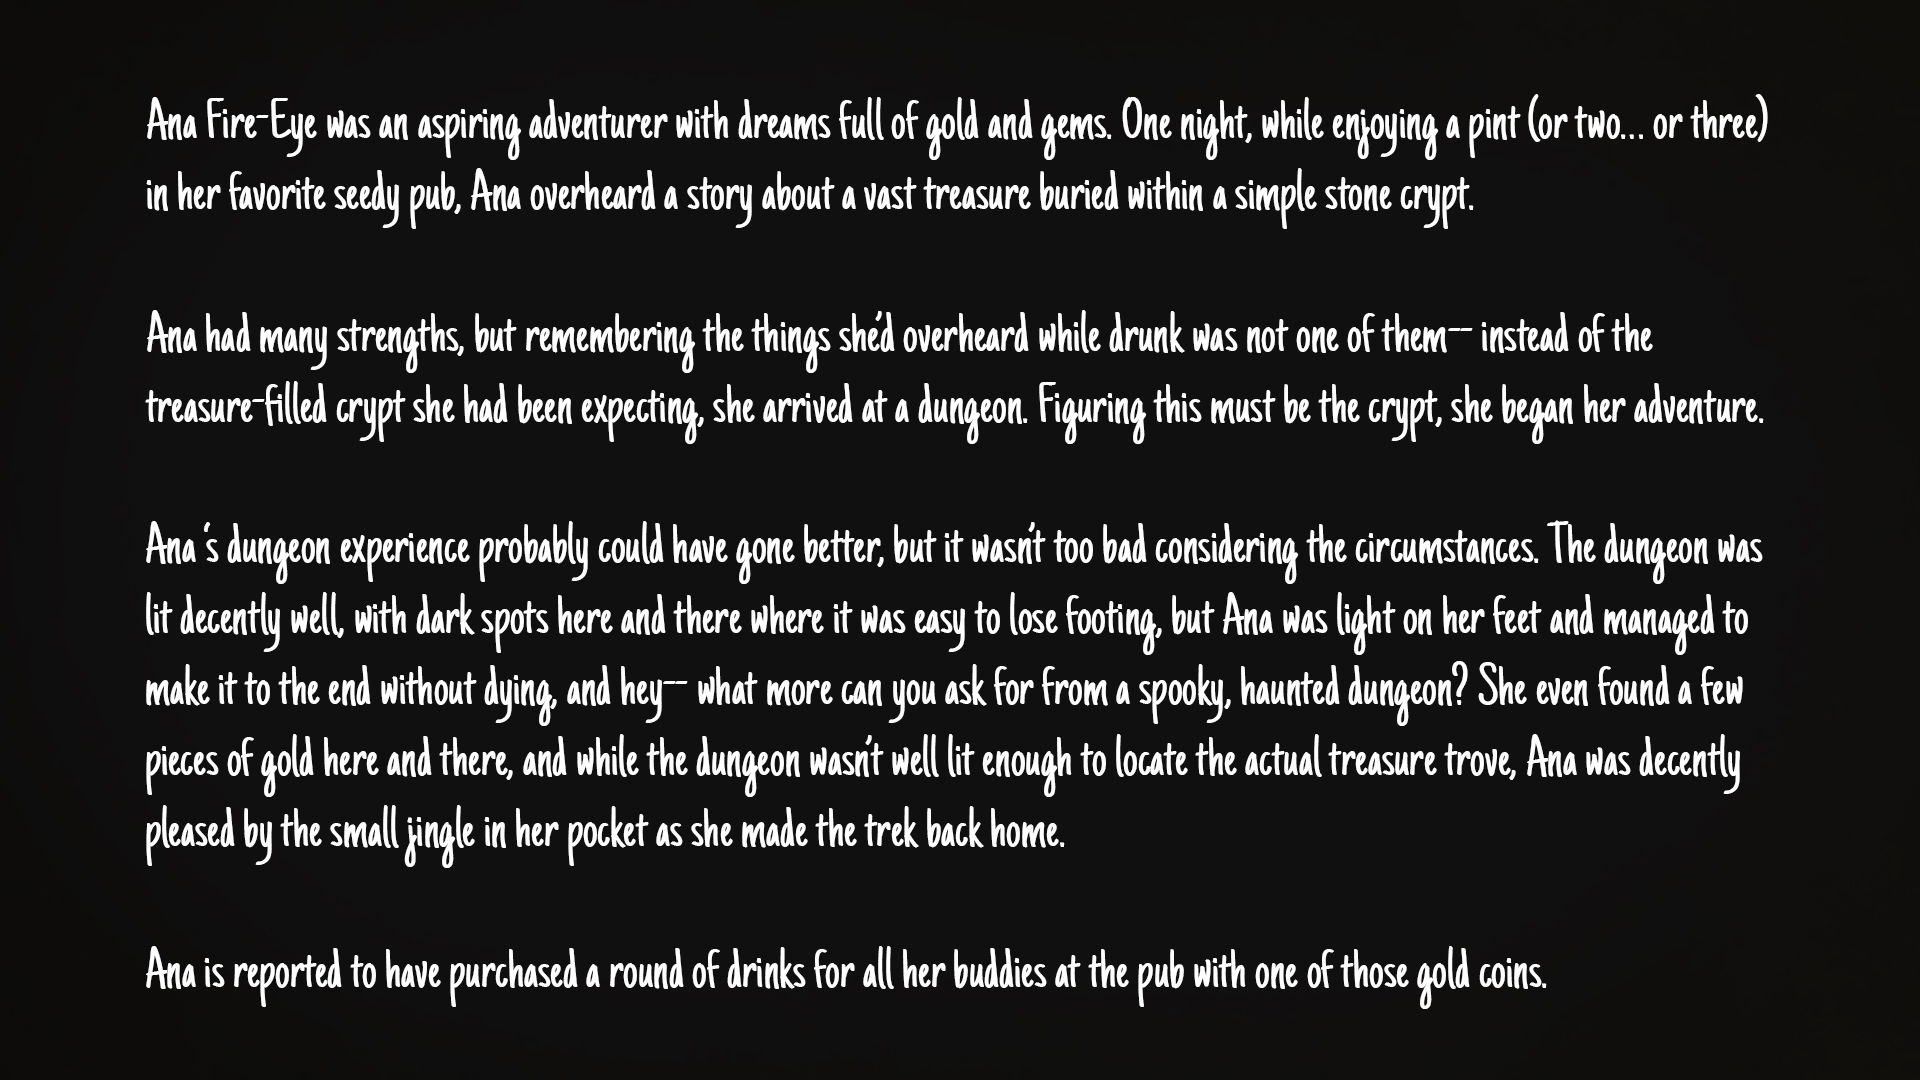 Ana Fire-Eye was an aspiring adventurer with dreams full of gold and gems. One night, while enjoying a pint (or two... or three)
in her favorite seedy pub, Ana overheard a story about a vast treasure buried within a simple stone crypt.
Ana had many strengths, but remembering the things she'd overheard while drunk was not one of them-- instead of the
treasure-filled crypt she had been expecting, she arrived at a dungeon. Figuring this must be the crypt, she began her adventure.
Ana 's dungeon experience probably could have gone better, but it wasn't too bad considering the circumstances. The dungeon was
lit decently well, with dark spots here and there where it was easy to lose footing, but Ana was light on her feet and managed to
make it to the end without dying, and hey-- what more can you ask for from a spooky, haunted dungeon? She even found a few
pieces of gold here and there, and while the dungeon wasn't well lit enough to locate the actual treasure trove, Ana was decently
pleased by the small jingle in her pocket as she made the trek back home.
Ana is reported to have purchased a round of drinks for all her buddies at the pub with one of those gold coins.